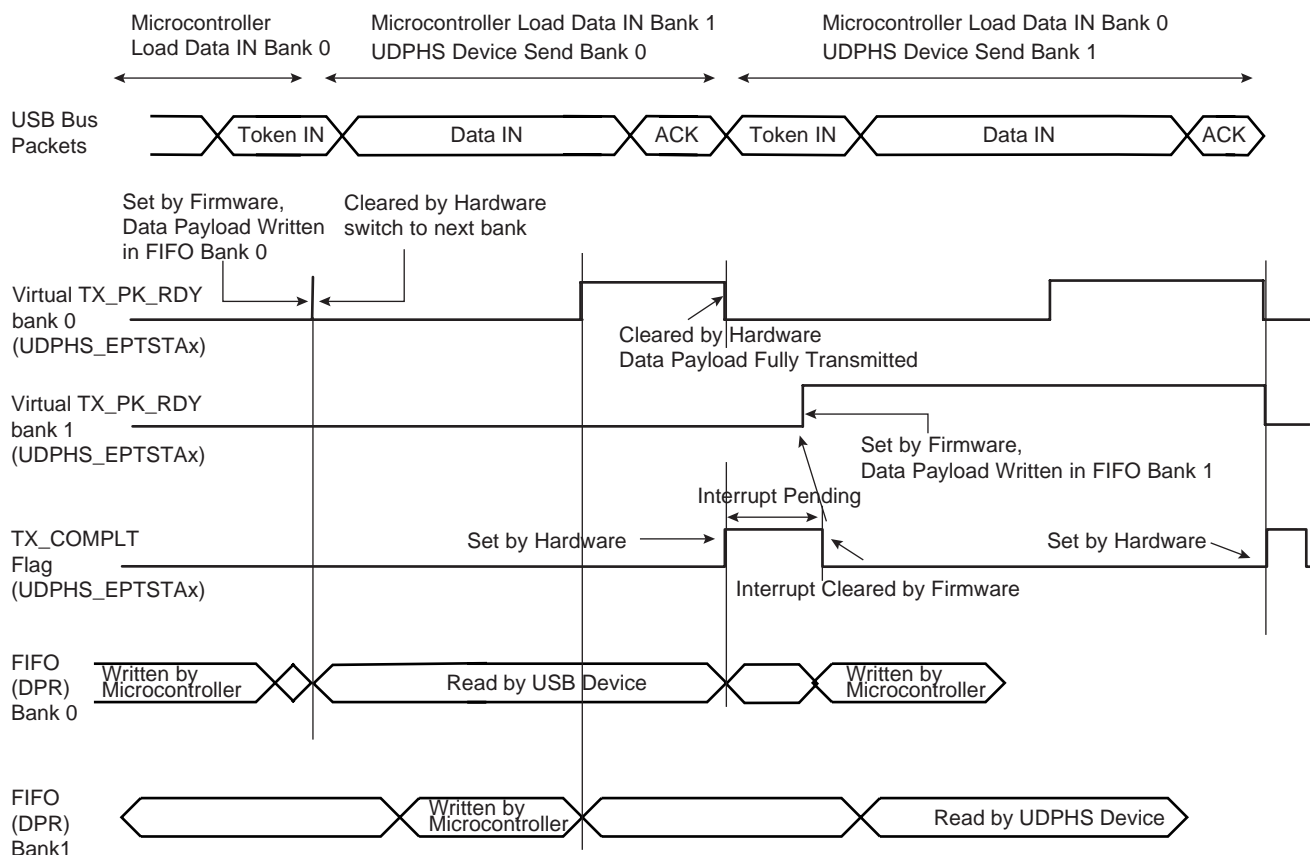 Microcontroller
Load Data IN Bank 0
Microcontroller Load Data IN Bank 1
UDPHS Device Send Bank 0
Microcontroller Load Data IN Bank 0
UDPHS Device Send Bank 1
USB Bus
Packets
Token IN
Data IN
ACK
Token IN
Data IN
ACK
Set by Firmware,
Data Payload Written
in FIFO Bank 0
Cleared by Hardware
switch to next bank
Virtual TX_PK_RDY
bank 0
(UDPHS_EPTSTAx)
Cleared by Hardware
Data Payload Fully Transmitted
Virtual TX_PK_RDY
bank 1
(UDPHS_EPTSTAx)
Set by Firmware,
Data Payload Written in FIFO Bank 1
Interrupt Pending
TX_COMPLT
Flag
(UDPHS_EPTSTAx)
Set by Hardware
Set by Hardware
Interrupt Cleared by Firmware
FIFO
(DPR)
Bank 0
Written by
Microcontroller
Read by USB Device
Written by
Microcontroller
FIFO
(DPR)
Bank1
Written by
Microcontroller
Read by UDPHS Device